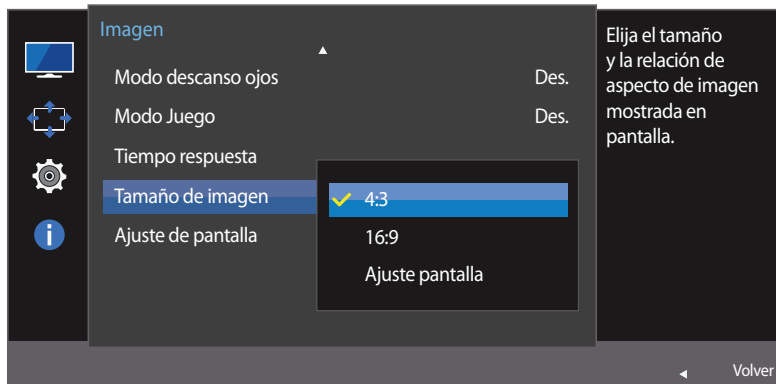 Imagen
Modo descanso ojos Des.
Modo Juego Des.
Tiempo respuesta
Tamaño de imagen
Ajuste de pantalla
4:3
16:9
Ajuste pantalla
Elija el tamaño
y la relación de
aspecto de imagen
mostrada en
pantalla.
Volver